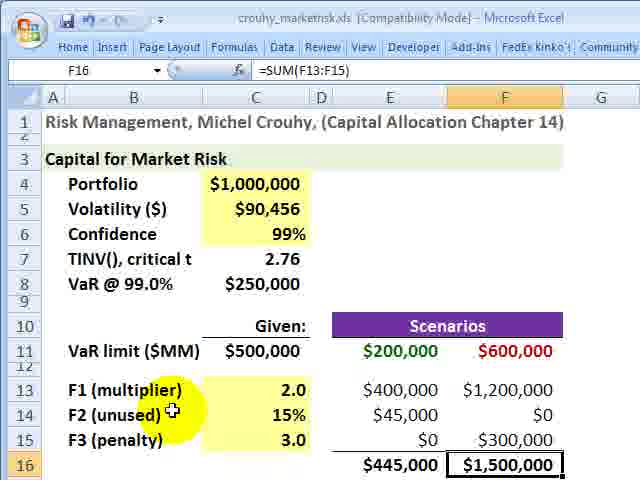 crouhy_marketrisk.xls [Compatibility Mode] - Microsoft Excel
Home Insert Page Layout Formulas Data Review View Developer Add-Ins FedEx Kinko's Community
F16 fx =SUM(F13:F15)
A B C D E F G
1 Risk Management, Michel Crouhy, (Capital Allocation Chapter 14)
2
3 Capital for Market Risk
4 Portfolio $1,000,000
5 Volatility ($) $90,456
6 Confidence 99%
7 TINV(), critical t 2.76
8 VaR @ 99.0% $250,000
9
10 Given: Scenarios
11 VaR limit ($MM) $500,000 $200,000 $600,000
12
13 F1 (multiplier) 2.0 $400,000 $1,200,000
14 F2 (unused) 15% $45,000 $0
15 F3 (penalty) 3.0 $0 $300,000
16 $445,000 $1,500,000